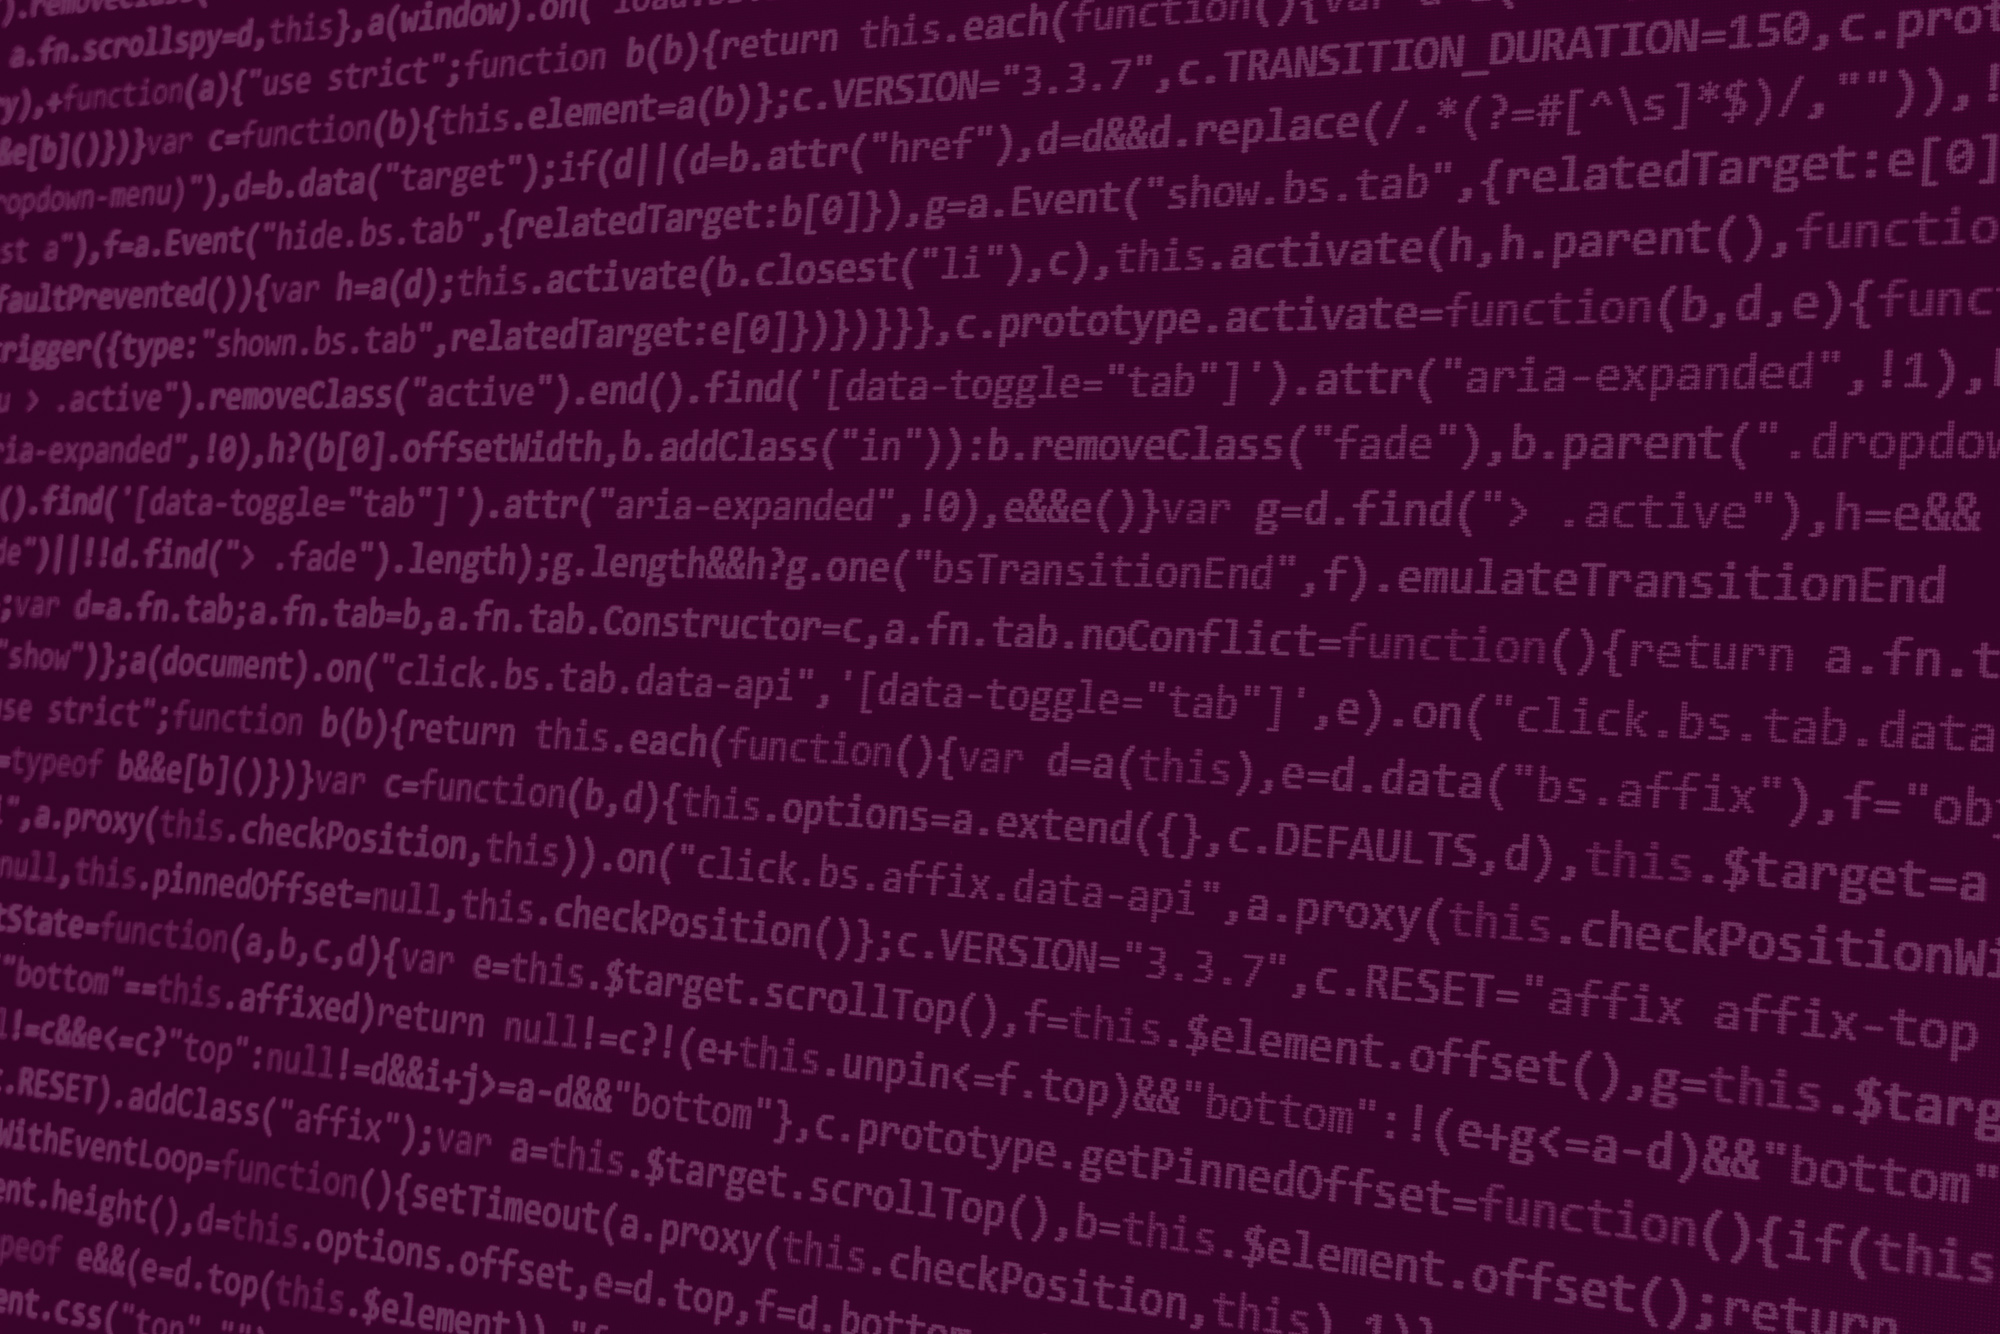 a.fn.scrollspy=d,this},a(window).on(
y),+function(a){"use strict";function b(b){return this.each(function(){var
&e[b]()})}var c=function(b){this.element=a(b)};c.VERSION="3.3.7",c.TRANSITION_DURATION=150,c.prot
ropdown-menu)"),d=b.data("target");if(d||(d=b.attr("href"),d=d&&d.replace(/.*(?=#[^\s]*$)/,"")),!
st a"),f=a.Event("hide.bs.tab",{relatedTarget:b[0]}),g=a.Event("show.bs.tab",{relatedTarget:e[0]
faultPrevented()){var h=a(d);this.activate(b.closest("li"),c),this.activate(h,h.parent(),functio
rigger({type:"shown.bs.tab",relatedTarget:e[0]})})}}},c.prototype.activate=function(b,d,e){func
u > .active").removeClass("active").end().find('[data-toggle="tab"]').attr("aria-expanded",!1),
ria-expanded",!0),h?(b[0].offsetWidth,b.addClass("in")):b.removeClass("fade"),b.parent(".dropdow
().find('[data-toggle="tab"]').attr("aria-expanded",!0),e&&e()}var g=d.find("> .active"),h=e&&
de")||!!d.find("> .fade").length);g.length&&h?g.one("bsTransitionEnd",f).emulateTransitionEnd
;var d=a.fn.tab;a.fn.tab=b,a.fn.tab.Constructor=c,a.fn.tab.noConflict=function(){return a.fn.t
"show")};a(document).on("click.bs.tab.data-api",'[data-toggle="tab"]',e).on("click.bs.tab.data
use strict";function b(b){return this.each(function(){var d=a(this),e=d.data("bs.affix"),f="obj
=typeof b&&e[b]()})}var c=function(b,d){this.options=a.extend({},c.DEFAULTS,d),this.$target=a
i",a.proxy(this.checkPosition,this)).on("click.bs.affix.data-api",a.proxy(this.checkPositionWi
null,this.pinnedOffset=null,this.checkPosition()};c.VERSION="3.3.7",c.RESET="affix affix-top
tState=function(a,b,c,d){var e=this.$target.scrollTop(),f=this.$element.offset(),g=this.$targ
"bottom"==this.affixed)return null!=c?!(e+this.unpin<=f.top)&&"bottom":!(e+g<=a-d)&&"bottom"
l!=c&&e<=c?"top":null!=d&&i+j>=a-d&&"bottom"},c.prototype.getPinnedOffset=function(){if(this
.RESET).addClass("affix");var a=this.$target.scrollTop(),b=this.$element.offset();return
WithEventLoop=function(){setTimeout(a.proxy(this.checkPosition,this),1)}
ent.height(),d=this.options.offset,e=d.top,f=d.bottom
peof e&&(e=d.top(this.$element)),"f
ent.css("top","")